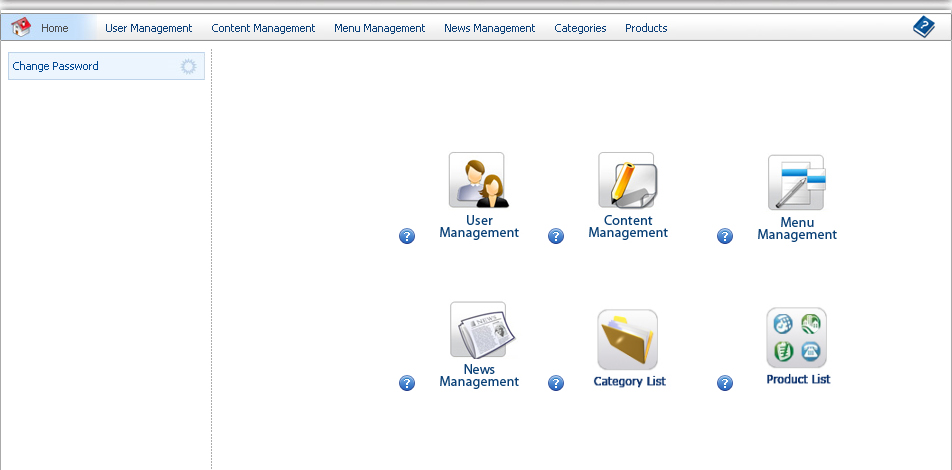 Home
User Management
Content Management
Menu Management
News Management
Categories
Products
?
Change Password
User
Management
?
Content
Management
?
Menu
Management
?
NEWS
News
Management
?
Category List
?
Product List
?